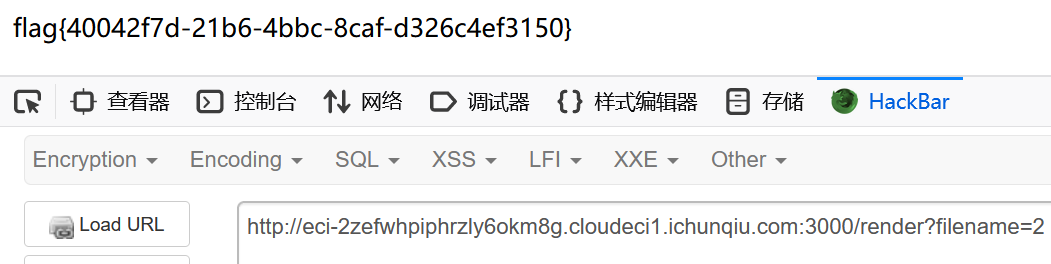 flag{40042f7d-21b6-4bbc-8caf-d326c4ef3150}
查看器 控制台 网络 调试器 样式编辑器 存储 HackBar
Encryption Encoding SQL XSS LFI XXE Other
Load URL http://eci-2zefwhpiphrzly6okm8g.cloudeci1.ichunqiu.com:3000/render?filename=2